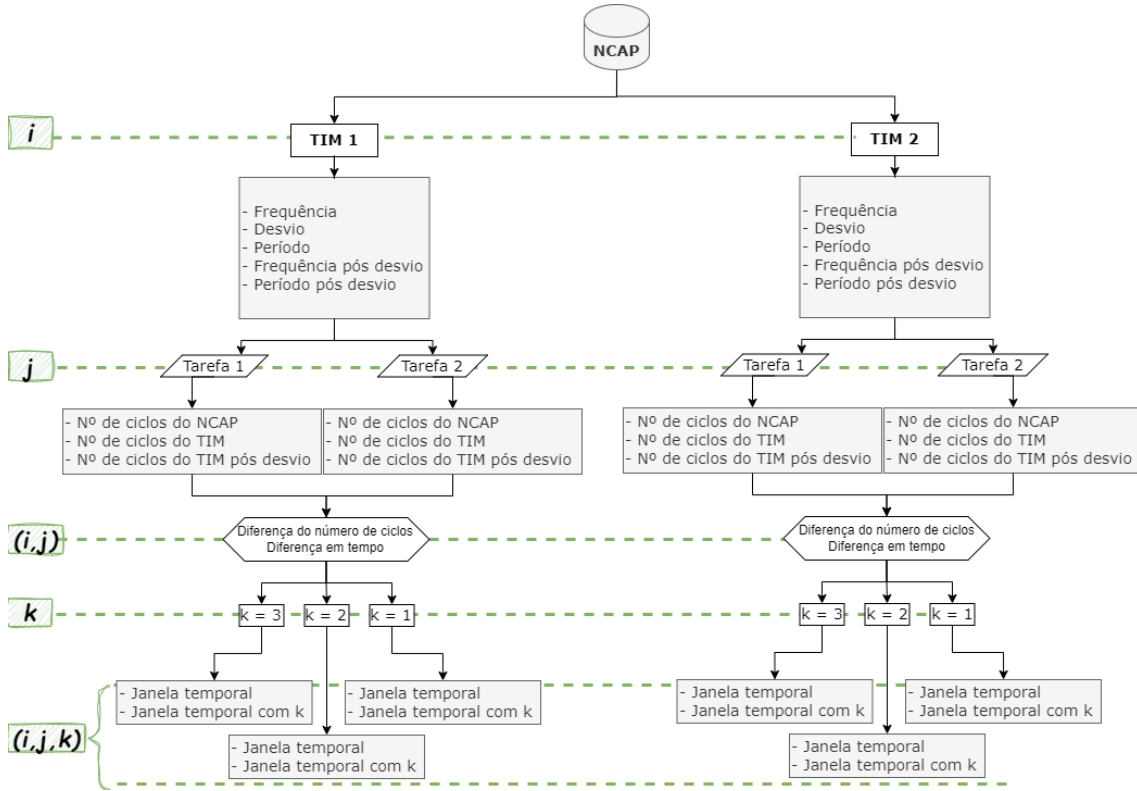 NCAP
i
TIM 1
TIM 2
- Frequência
- Desvio
- Período
- Frequência pós desvio
- Período pós desvio
- Frequência
- Desvio
- Período
- Frequência pós desvio
- Período pós desvio
j
Tarefa 1
Tarefa 2
Tarefa 1
Tarefa 2
- Nº de ciclos do NCAP
- Nº de ciclos do TIM
- Nº de ciclos do TIM pós desvio
- Nº de ciclos do NCAP
- Nº de ciclos do TIM
- Nº de ciclos do TIM pós desvio
- Nº de ciclos do NCAP
- Nº de ciclos do TIM
- Nº de ciclos do TIM pós desvio
- Nº de ciclos do NCAP
- Nº de ciclos do TIM
- Nº de ciclos do TIM pós desvio
(i,j)
Diferença do número de ciclos
Diferença em tempo
Diferença do número de ciclos
Diferença em tempo
k
k = 3
k = 2
k = 1
k = 3
k = 2
k = 1
(i,j,k)
- Janela temporal
- Janela temporal com k
- Janela temporal
- Janela temporal com k
- Janela temporal
- Janela temporal com k
- Janela temporal
- Janela temporal com k
- Janela temporal
- Janela temporal com k
- Janela temporal
- Janela temporal com k